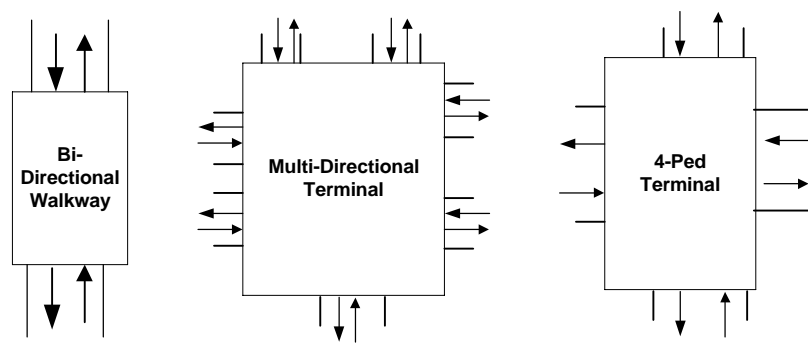 Bi-
Directional
Walkway
Multi-Directional
Terminal
4-Ped
Terminal